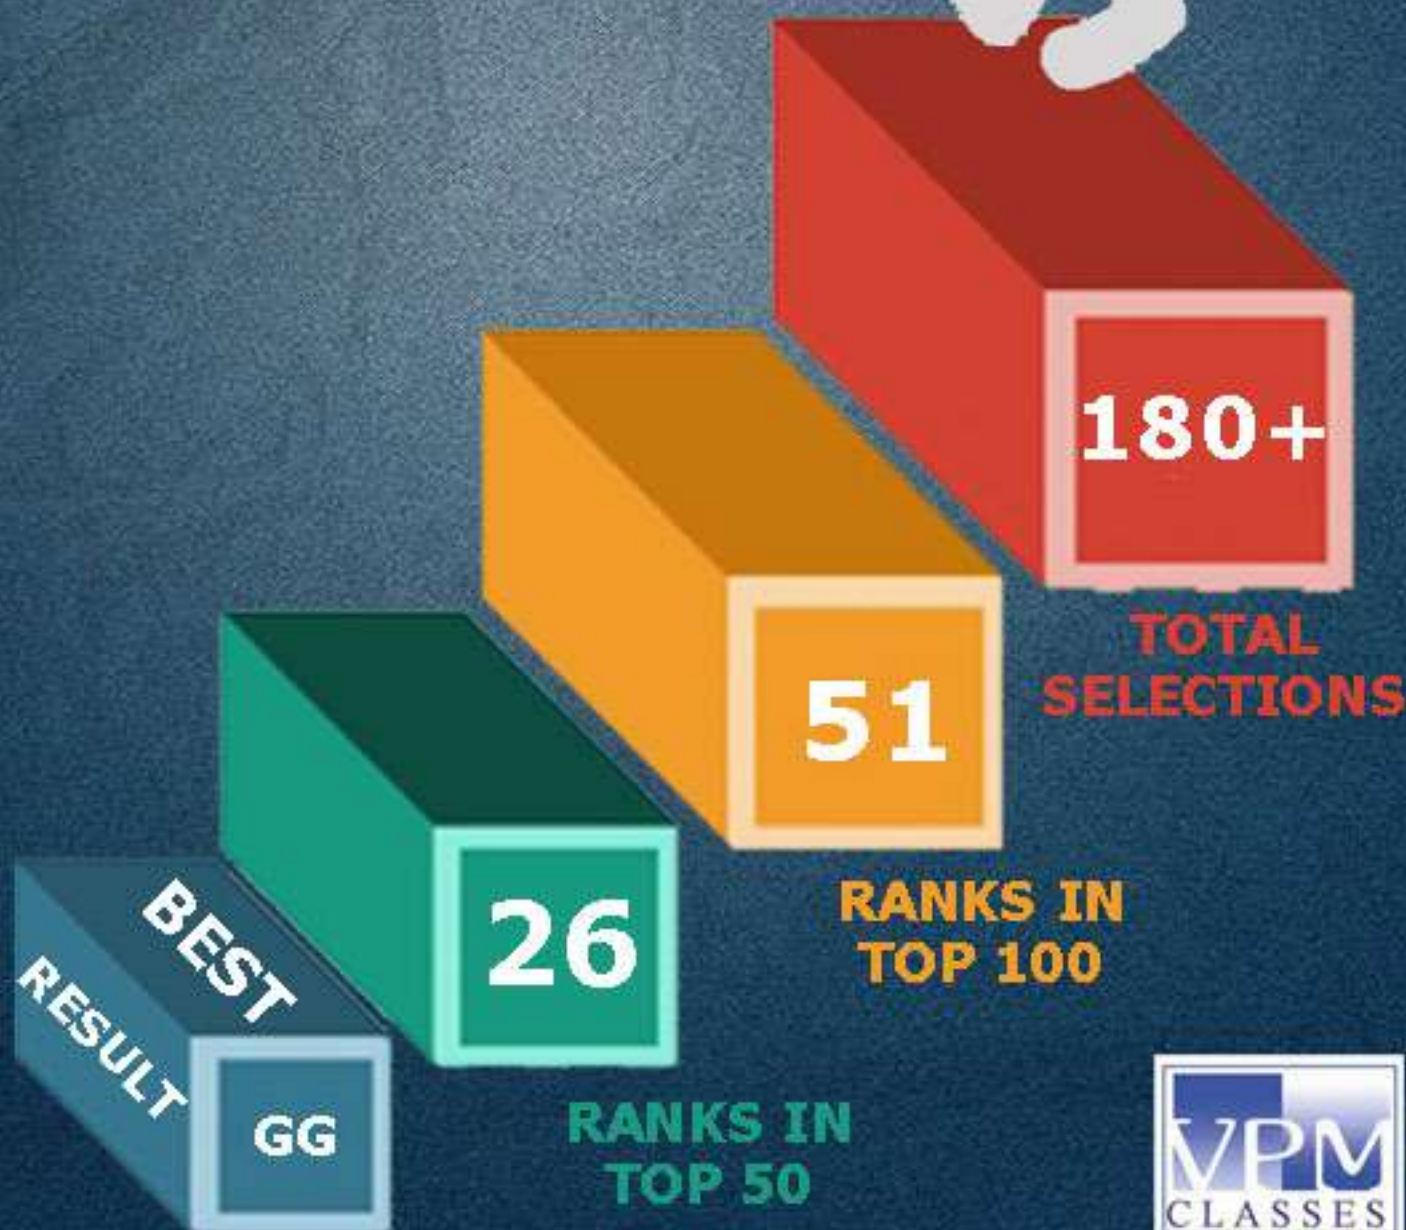 180+
TOTAL
SELECTIONS
51
RANKS IN
TOP 100
26
RANKS IN
TOP 50
BEST
RESULT
GG
VPM
CLASSES